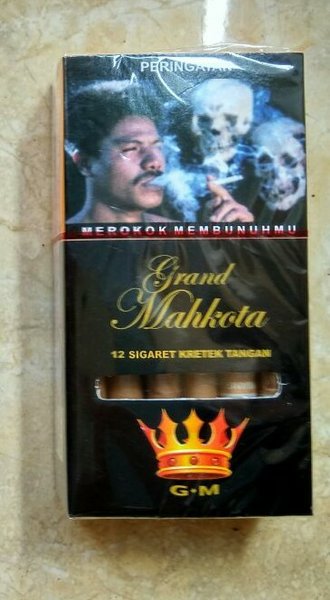 PERINGATAN
MEROKOK MEMBUNUHMU
Grand
Mahkota
12 SIGARET KRETEK TANGAN
G·M